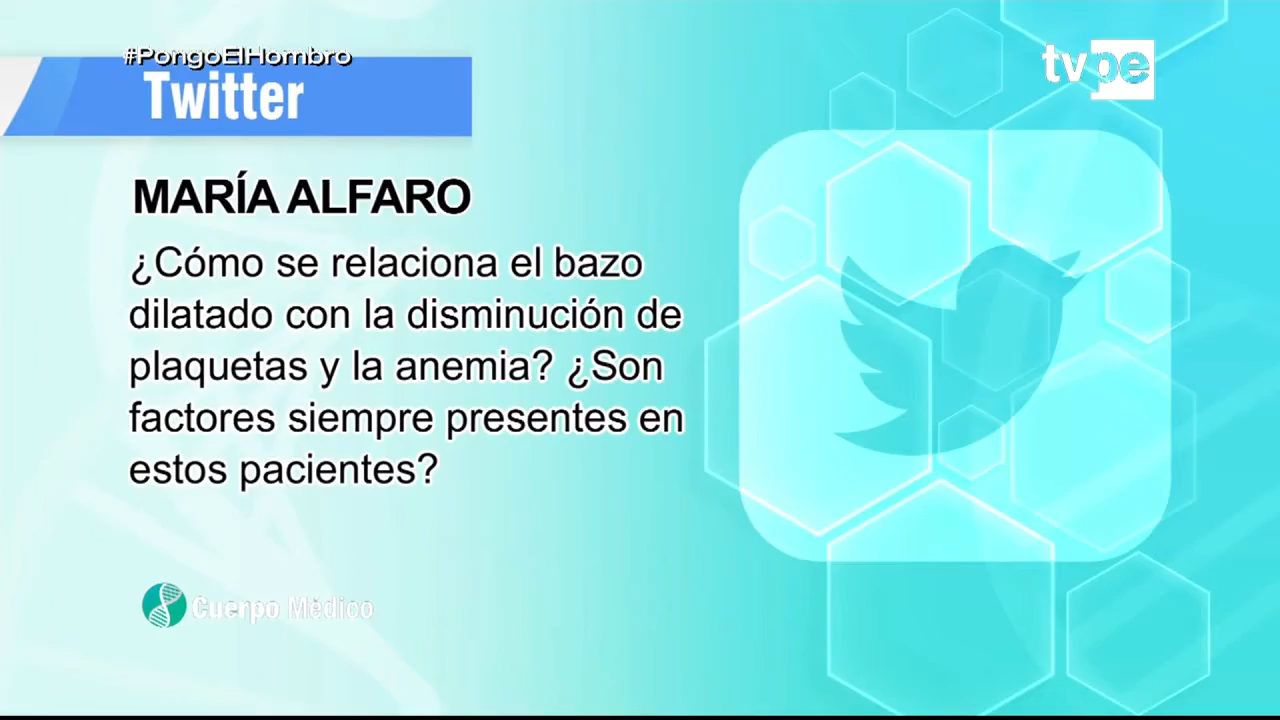 #PongoElHombro
Twitter
tvpe
MARÍA ALFARO
¿Cómo se relaciona el bazo
dilatado con la disminución de
plaquetas y la anemia? ¿Son
factores siempre presentes en
estos pacientes?
Cuerpo Médico